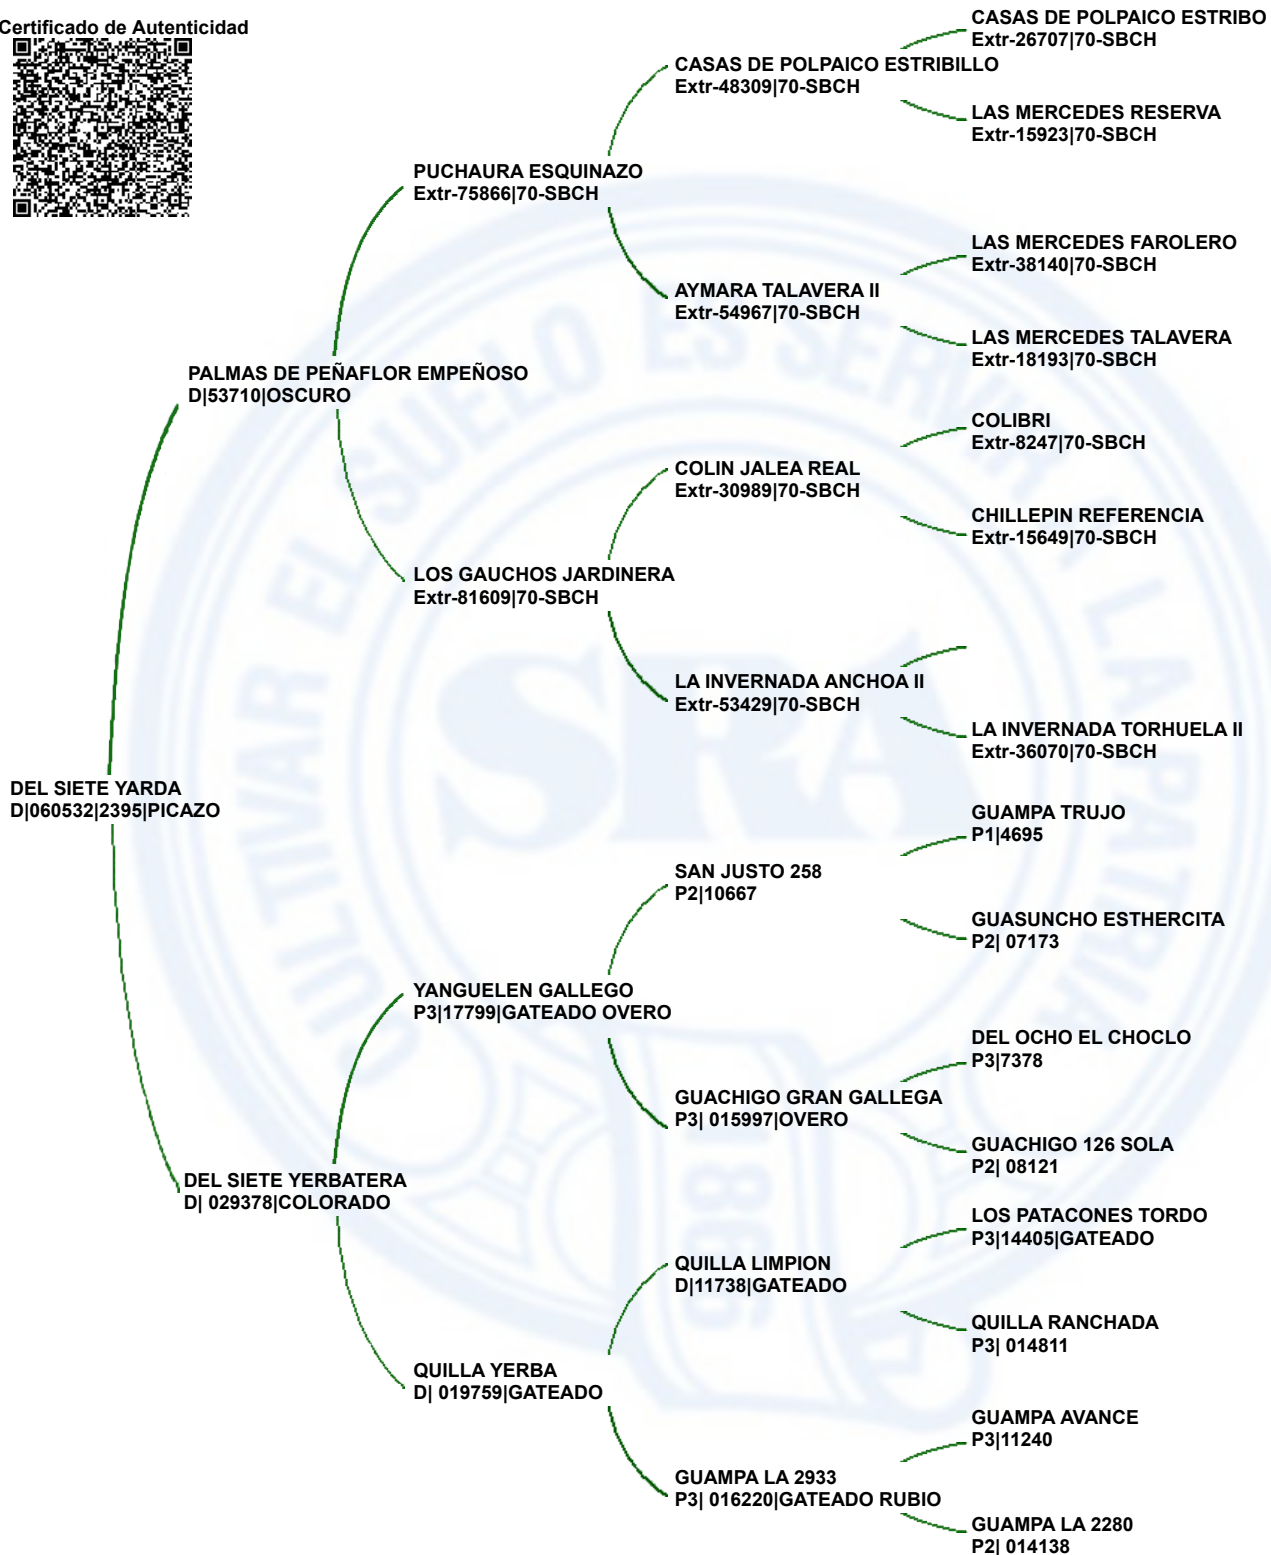 Certificado de Autenticidad
CASAS DE POLPAICO ESTRIBO
Extr-26707|70-SBCH
CASAS DE POLPAICO ESTRIBILLO
Extr-48309|70-SBCH
LAS MERCEDES RESERVA
Extr-15923|70-SBCH
PUCHAURA ESQUINAZO
Extr-75866|70-SBCH
LAS MERCEDES FAROLERO
Extr-38140|70-SBCH
AYMARA TALAVERA II
Extr-54967|70-SBCH
LAS MERCEDES TALAVERA
Extr-18193|70-SBCH
PALMAS DE PEÑAFLOR EMPEÑOSO
D|53710|OSCURO
COLIBRI
Extr-8247|70-SBCH
COLIN JALEA REAL
Extr-30989|70-SBCH
CHILLEPIN REFERENCIA
Extr-15649|70-SBCH
LOS GAUCHOS JARDINERA
Extr-81609|70-SBCH
LA INVERNADA ANCHOA II
Extr-53429|70-SBCH
LA INVERNADA TORHUELA II
Extr-36070|70-SBCH
DEL SIETE YARDA
D|060532|2395|PICAZO
GUAMPA TRUJO
P1|4695
SAN JUSTO 258
P2|10667
GUASUNCHO ESTHERCITA
P2| 07173
YANGUELEN GALLEGO
P3|17799|GATEADO OVERO
DEL OCHO EL CHOCLO
P3|7378
GUACHIGO GRAN GALLEGA
P3| 015997|OVERO
GUACHIGO 126 SOLA
P2| 08121
DEL SIETE YERBATERA
D| 029378|COLORADO
LOS PATACONES TORDO
P3|14405|GATEADO
QUILLA LIMPION
D|11738|GATEADO
QUILLA RANCHADA
P3| 014811
QUILLA YERBA
D| 019759|GATEADO
GUAMPA AVANCE
P3|11240
GUAMPA LA 2933
P3| 016220|GATEADO RUBIO
GUAMPA LA 2280
P2| 014138
CULTIVAR EL SUELO ES SERVIR A LA PATRIA
SRA
1866